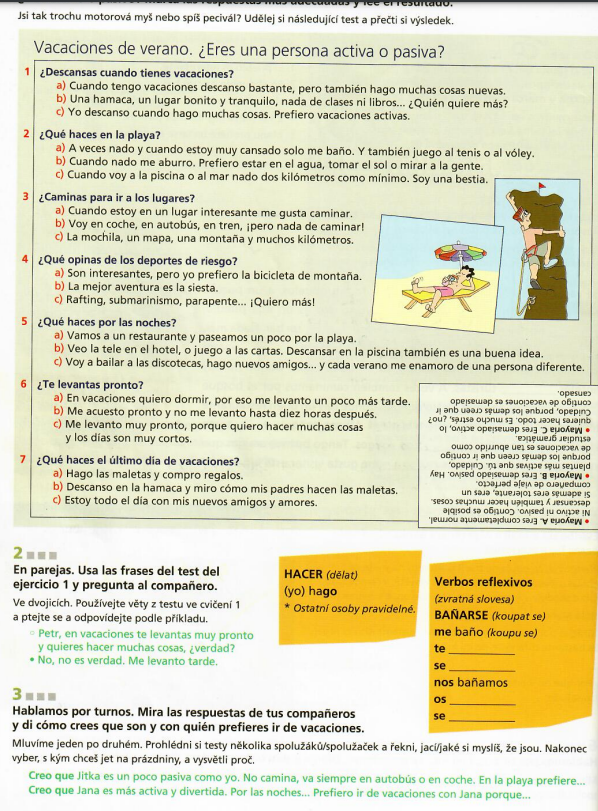 Jsi tak trochu motorová myš nebo spíš pecivál? Udělej si následující test a přečti si výsledek.
Vacaciones de verano. ¿Eres una persona activa o pasiva?
1 ¿Descansas cuando tienes vacaciones?
a) Cuando tengo vacaciones descanso bastante, pero también hago muchas cosas nuevas.
b) Una hamaca, un lugar bonito y tranquilo, nada de clases ni libros... ¿Quién quiere más?
c) Yo descanso cuando hago muchas cosas. Prefiero vacaciones activas.
2 ¿Qué haces en la playa?
a) A veces nado y cuando estoy muy cansado solo me baño. Y también juego al tenis o al vóley.
b) Cuando nado me aburro. Prefiero estar en el agua, tomar el sol o mirar a la gente.
c) Cuando voy a la piscina o al mar nado dos kilómetros como mínimo. Soy una bestia.
3 ¿Caminas para ir a los lugares?
a) Cuando estoy en un lugar interesante me gusta caminar.
b) Voy en coche, en autobús, en tren, ¡pero nada de caminar!
c) La mochila, un mapa, una montaña y muchos kilómetros.
4 ¿Qué opinas de los deportes de riesgo?
a) Son interesantes, pero yo prefiero la bicicleta de montaña.
b) La mejor aventura es la siesta.
c) Rafting, submarinismo, parapente... ¡Quiero más!
5 ¿Qué haces por las noches?
a) Vamos a un restaurante y paseamos un poco por la playa.
b) Veo la tele en el hotel, o juego a las cartas. Descansar en la piscina también es una buena idea.
c) Voy a bailar a las discotecas, hago nuevos amigos... y cada verano me enamoro de una persona diferente.
6 ¿Te levantas pronto?
a) En vacaciones quiero dormir, por eso me levanto un poco más tarde.
b) Me acuesto pronto y no me levanto hasta diez horas después.
c) Me levanto muy pronto, porque quiero hacer muchas cosas
y los días son muy cortos.
7 ¿Qué haces el último día de vacaciones?
a) Hago las maletas y compro regalos.
b) Descanso en la hamaca y miro cómo mis padres hacen las maletas.
c) Estoy todo el día con mis nuevos amigos y amores.
• Mayoría A. Eres completamente normal.
Ni activo ni pasivo. Contigo es posible
descansar y también hacer muchas cosas.
Si además eres tolerante, eres un
compañero de viaje perfecto.
• Mayoría B. Eres demasiado pasivo. Hay
plantas más activas que tú. Cuidado,
porque los demás creen que ir contigo
de vacaciones es tan aburrido como
estudiar gramática.
• Mayoría C. Eres demasiado activo, lo
quieres hacer todo. Es mucho estrés, ¿no?
Cuidado, porque los demás creen que ir
contigo de vacaciones es demasiado
cansado.
2
En parejas. Usa las frases del test del
ejercicio 1 y pregunta al compañero.
Ve dvojicích. Používejte věty z testu ve cvičení 1
a ptejte se a odpovídejte podle příkladu.
◦ Petr, en vacaciones te levantas muy pronto
y quieres hacer muchas cosas, ¿verdad?
• No, no es verdad. Me levanto tarde.
HACER (dělat)
(yo) hago
* Ostatní osoby pravidelné.
Verbos reflexivos
(zvratná slovesa)
BAÑARSE (koupat se)
me baño (koupu se)
te
se
nos bañamos
os
se
3
Hablamos por turnos. Mira las respuestas de tus compañeros
y di cómo crees que son y con quién prefieres ir de vacaciones.
Mluvíme jeden po druhém. Prohlédni si testy několika spolužáků/spolužaček a řekni, jací/jaké si myslíš, že jsou. Nakonec
vyber, s kým chceš jet na prázdniny, a vysvětli proč.
Creo que Jitka es un poco pasiva como yo. No camina, va siempre en autobús o en coche. En la playa prefiere...
Creo que Jana es más activa y divertida. Por las noches... Prefiero ir de vacaciones con Jana porque...